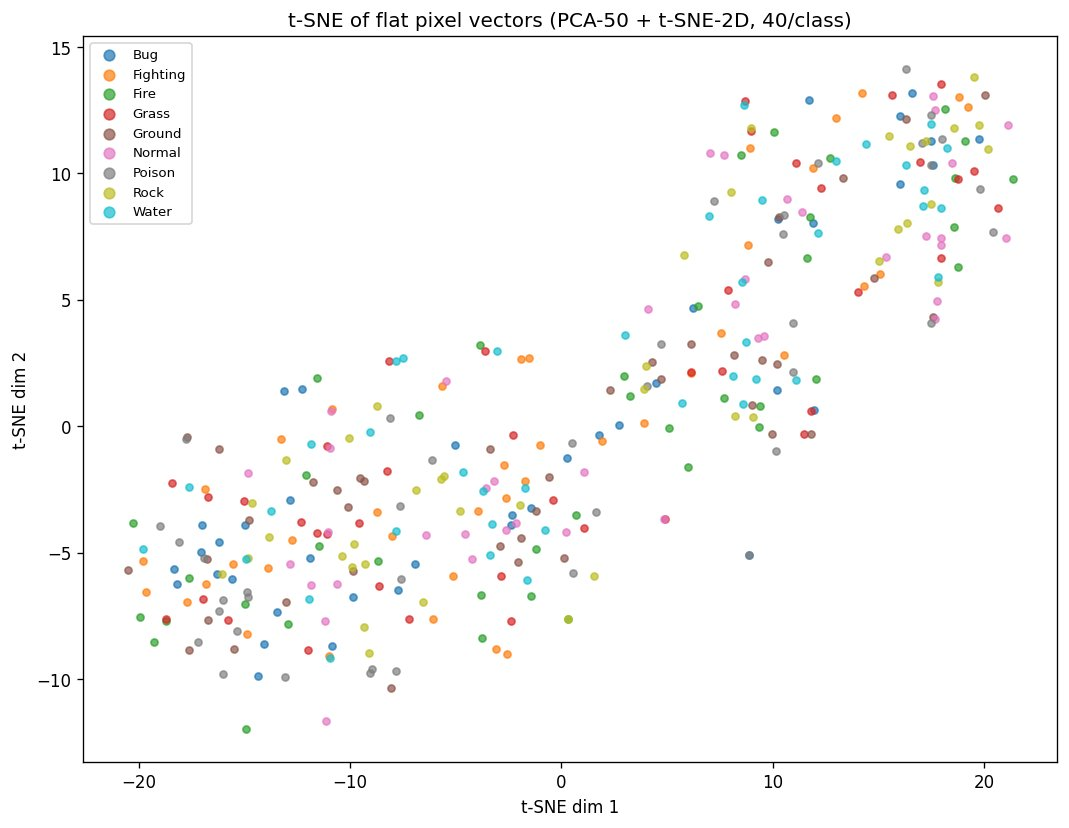 t-SNE of flat pixel vectors (PCA-50 + t-SNE-2D, 40/class)
Bug
Fighting
Fire
Grass
Ground
Normal
Poison
Rock
Water
15
10
5
0
−5
−10
t-SNE dim 2
−20 −10 0 10 20
t-SNE dim 1